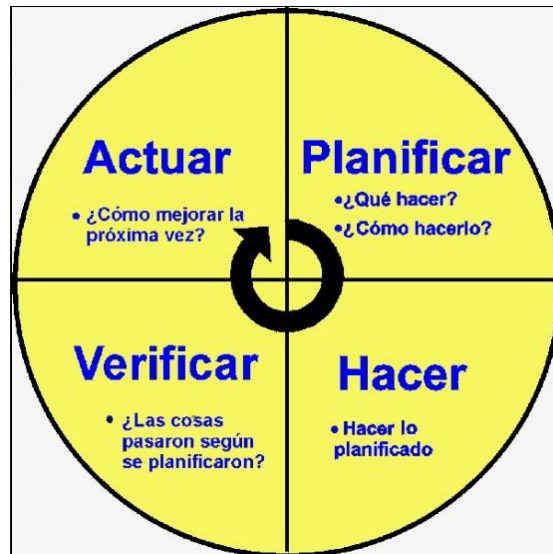 Actuar
• ¿Cómo mejorar la
próxima vez?
Planificar
•¿Qué hacer?
•¿Cómo hacerlo?
Verificar
• ¿Las cosas
pasaron según
se planificaron?
Hacer
• Hacer lo
planificado